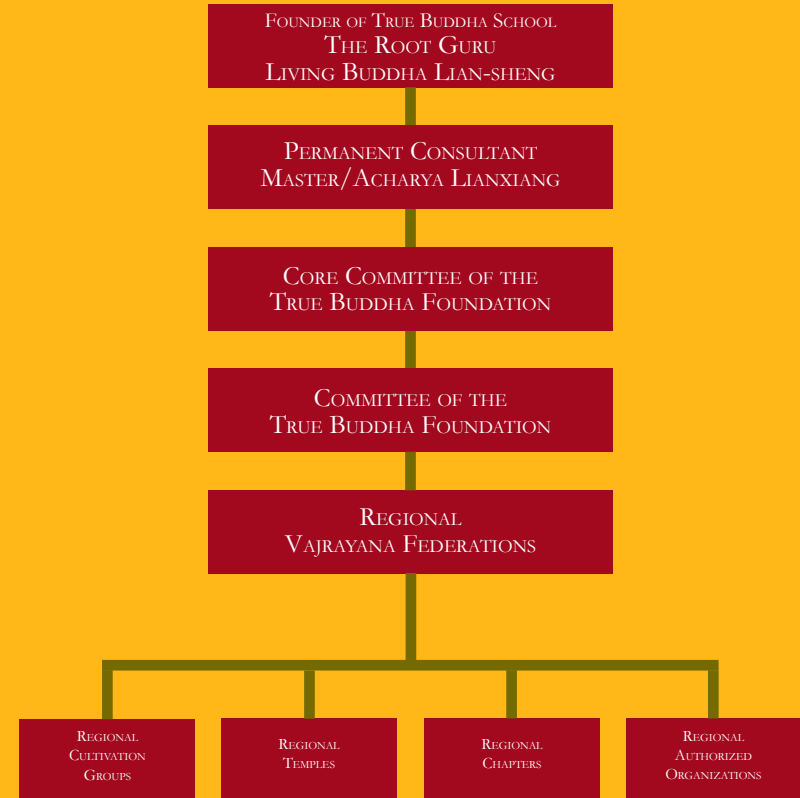 Founder of True Buddha School
The Root Guru
Living Buddha Lian-sheng
Permanent Consultant
Master/Acharya Lianxiang
Core Committee of the
True Buddha Foundation
Committee of the
True Buddha Foundation
Regional
Vajrayana Federations
Regional
Cultivation
Groups
Regional
Temples
Regional
Chapters
Regional
Authorized
Organizations